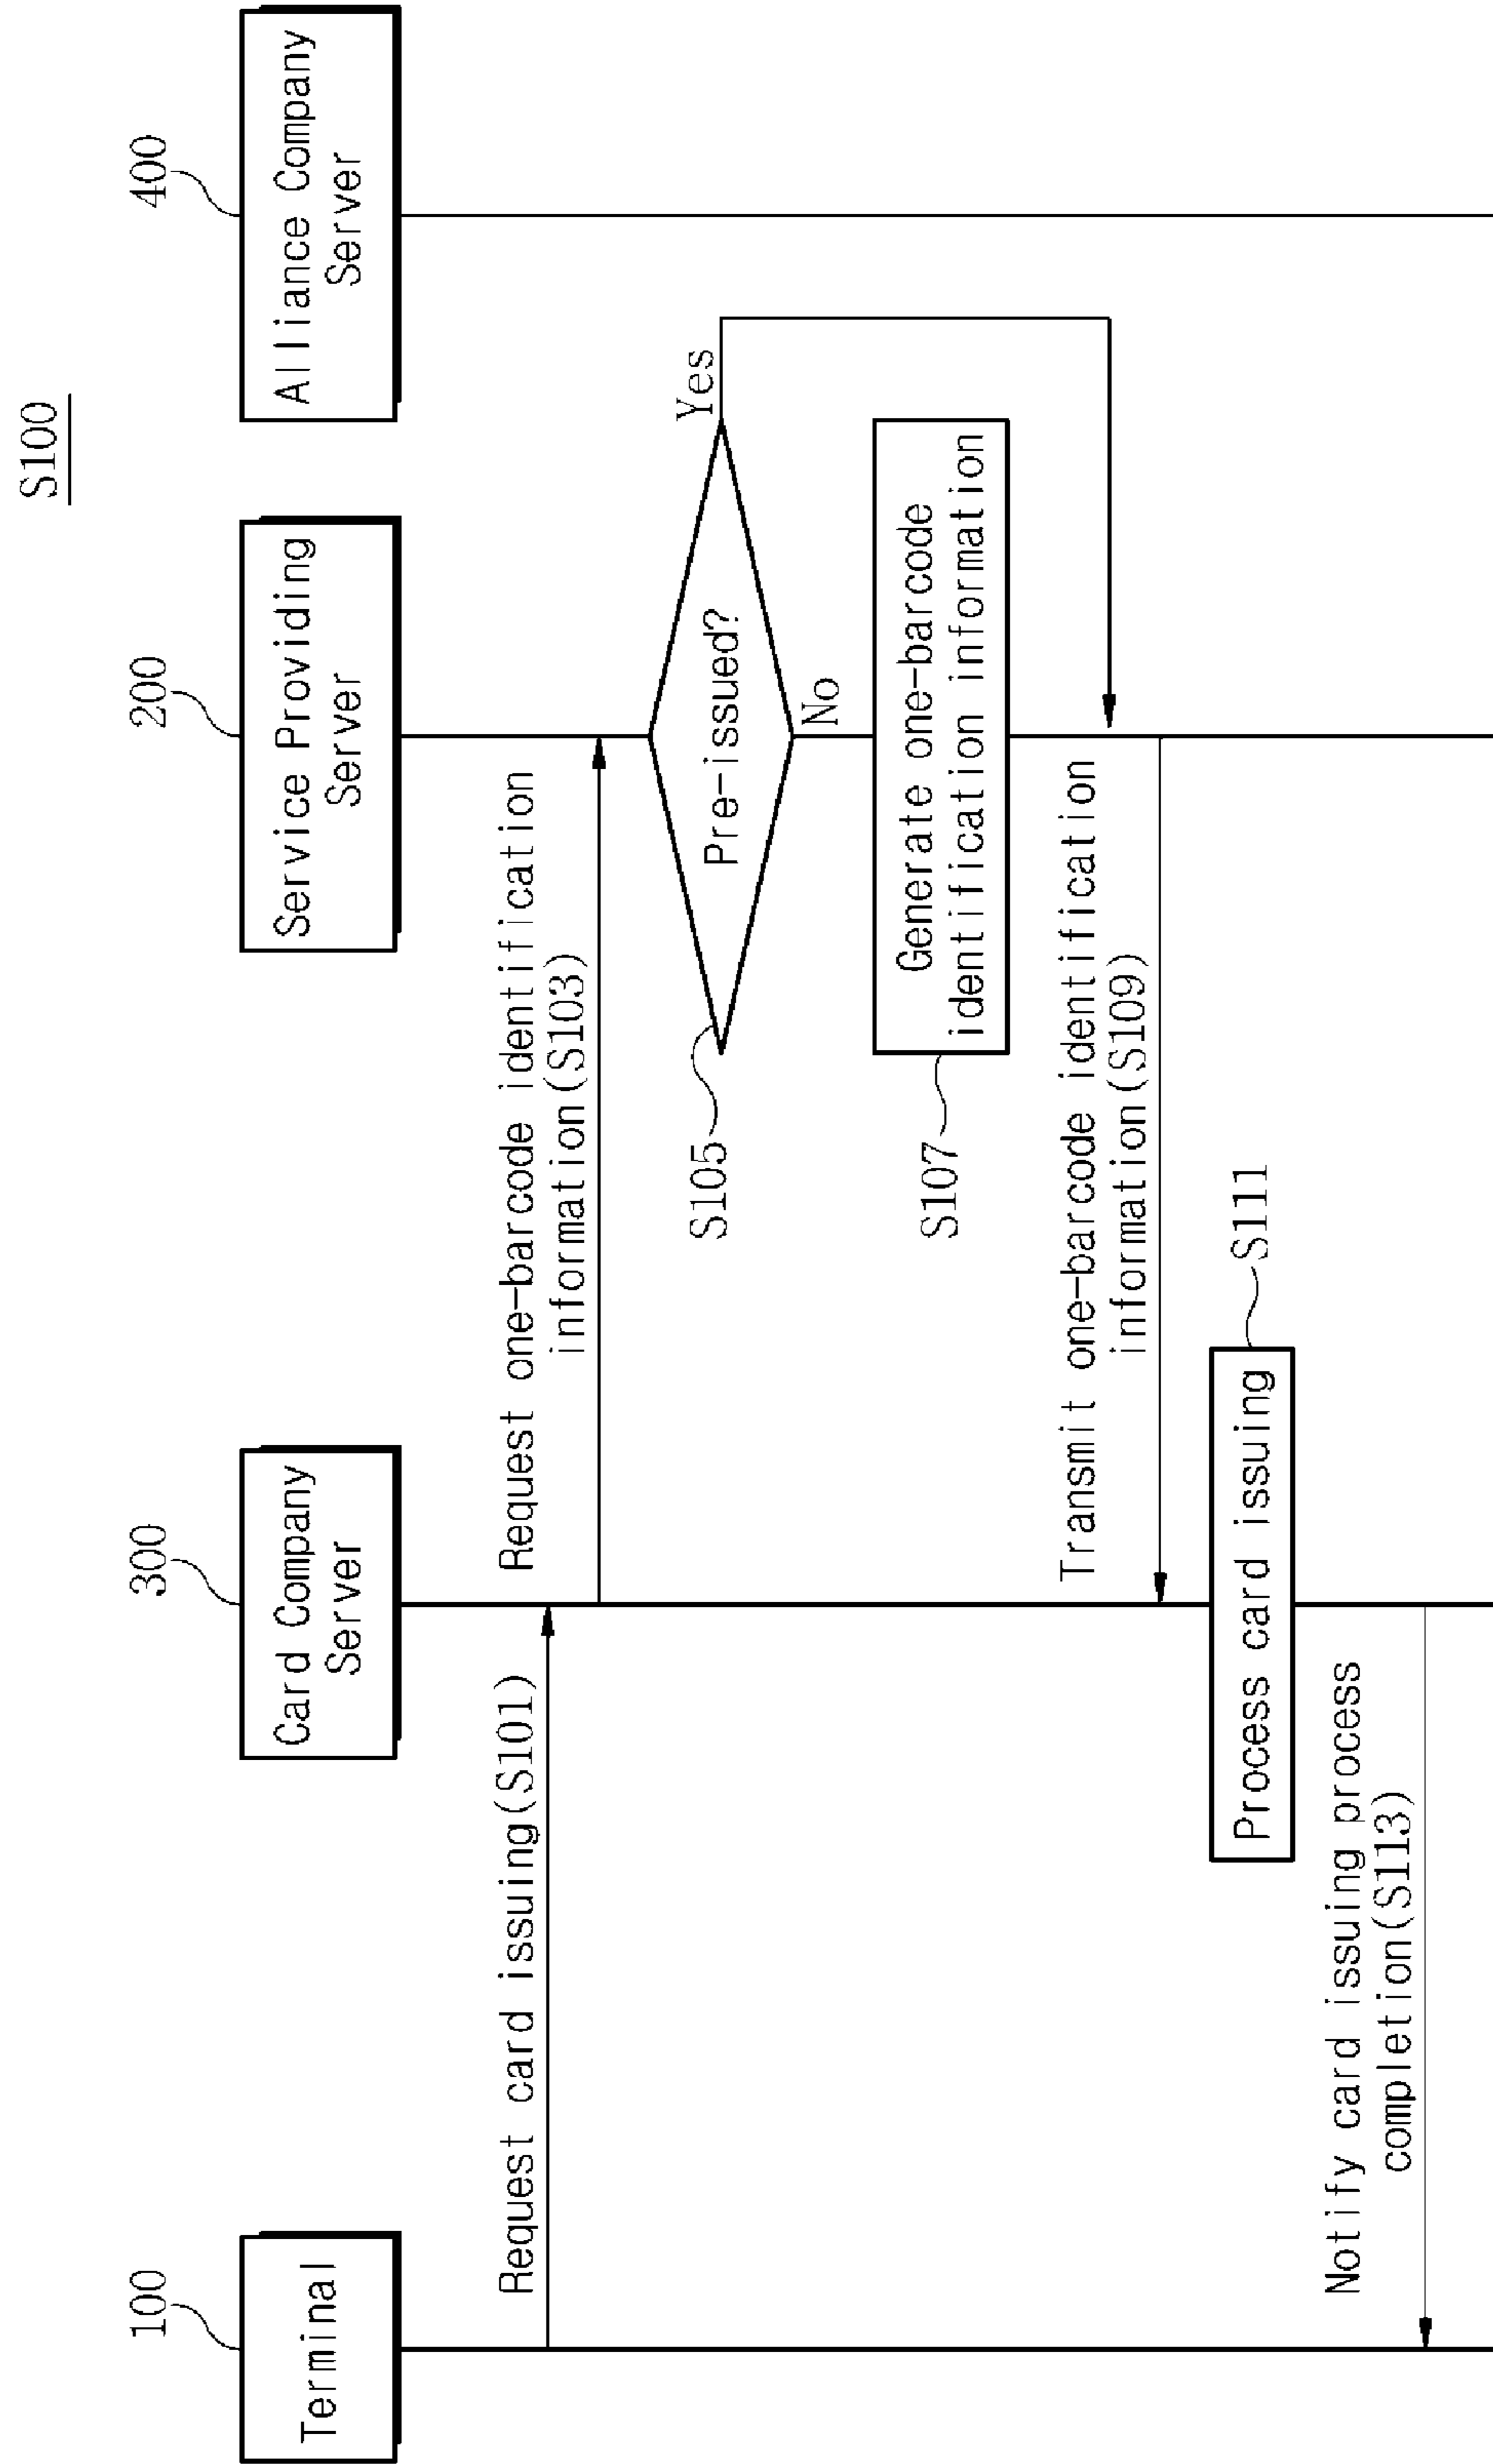 S100
100
300
200
400
Terminal
Card Company
Server
Service Providing
Server
Alliance Company
Server
Request card issuing(S101)
Request one-barcode identification
information(S103)
Pre-issued?
Yes
No
S105
Generate one-barcode
identification information
S107
Transmit one-barcode identification
information(S109)
Process card issuing
S111
Notify card issuing process
completion(S113)